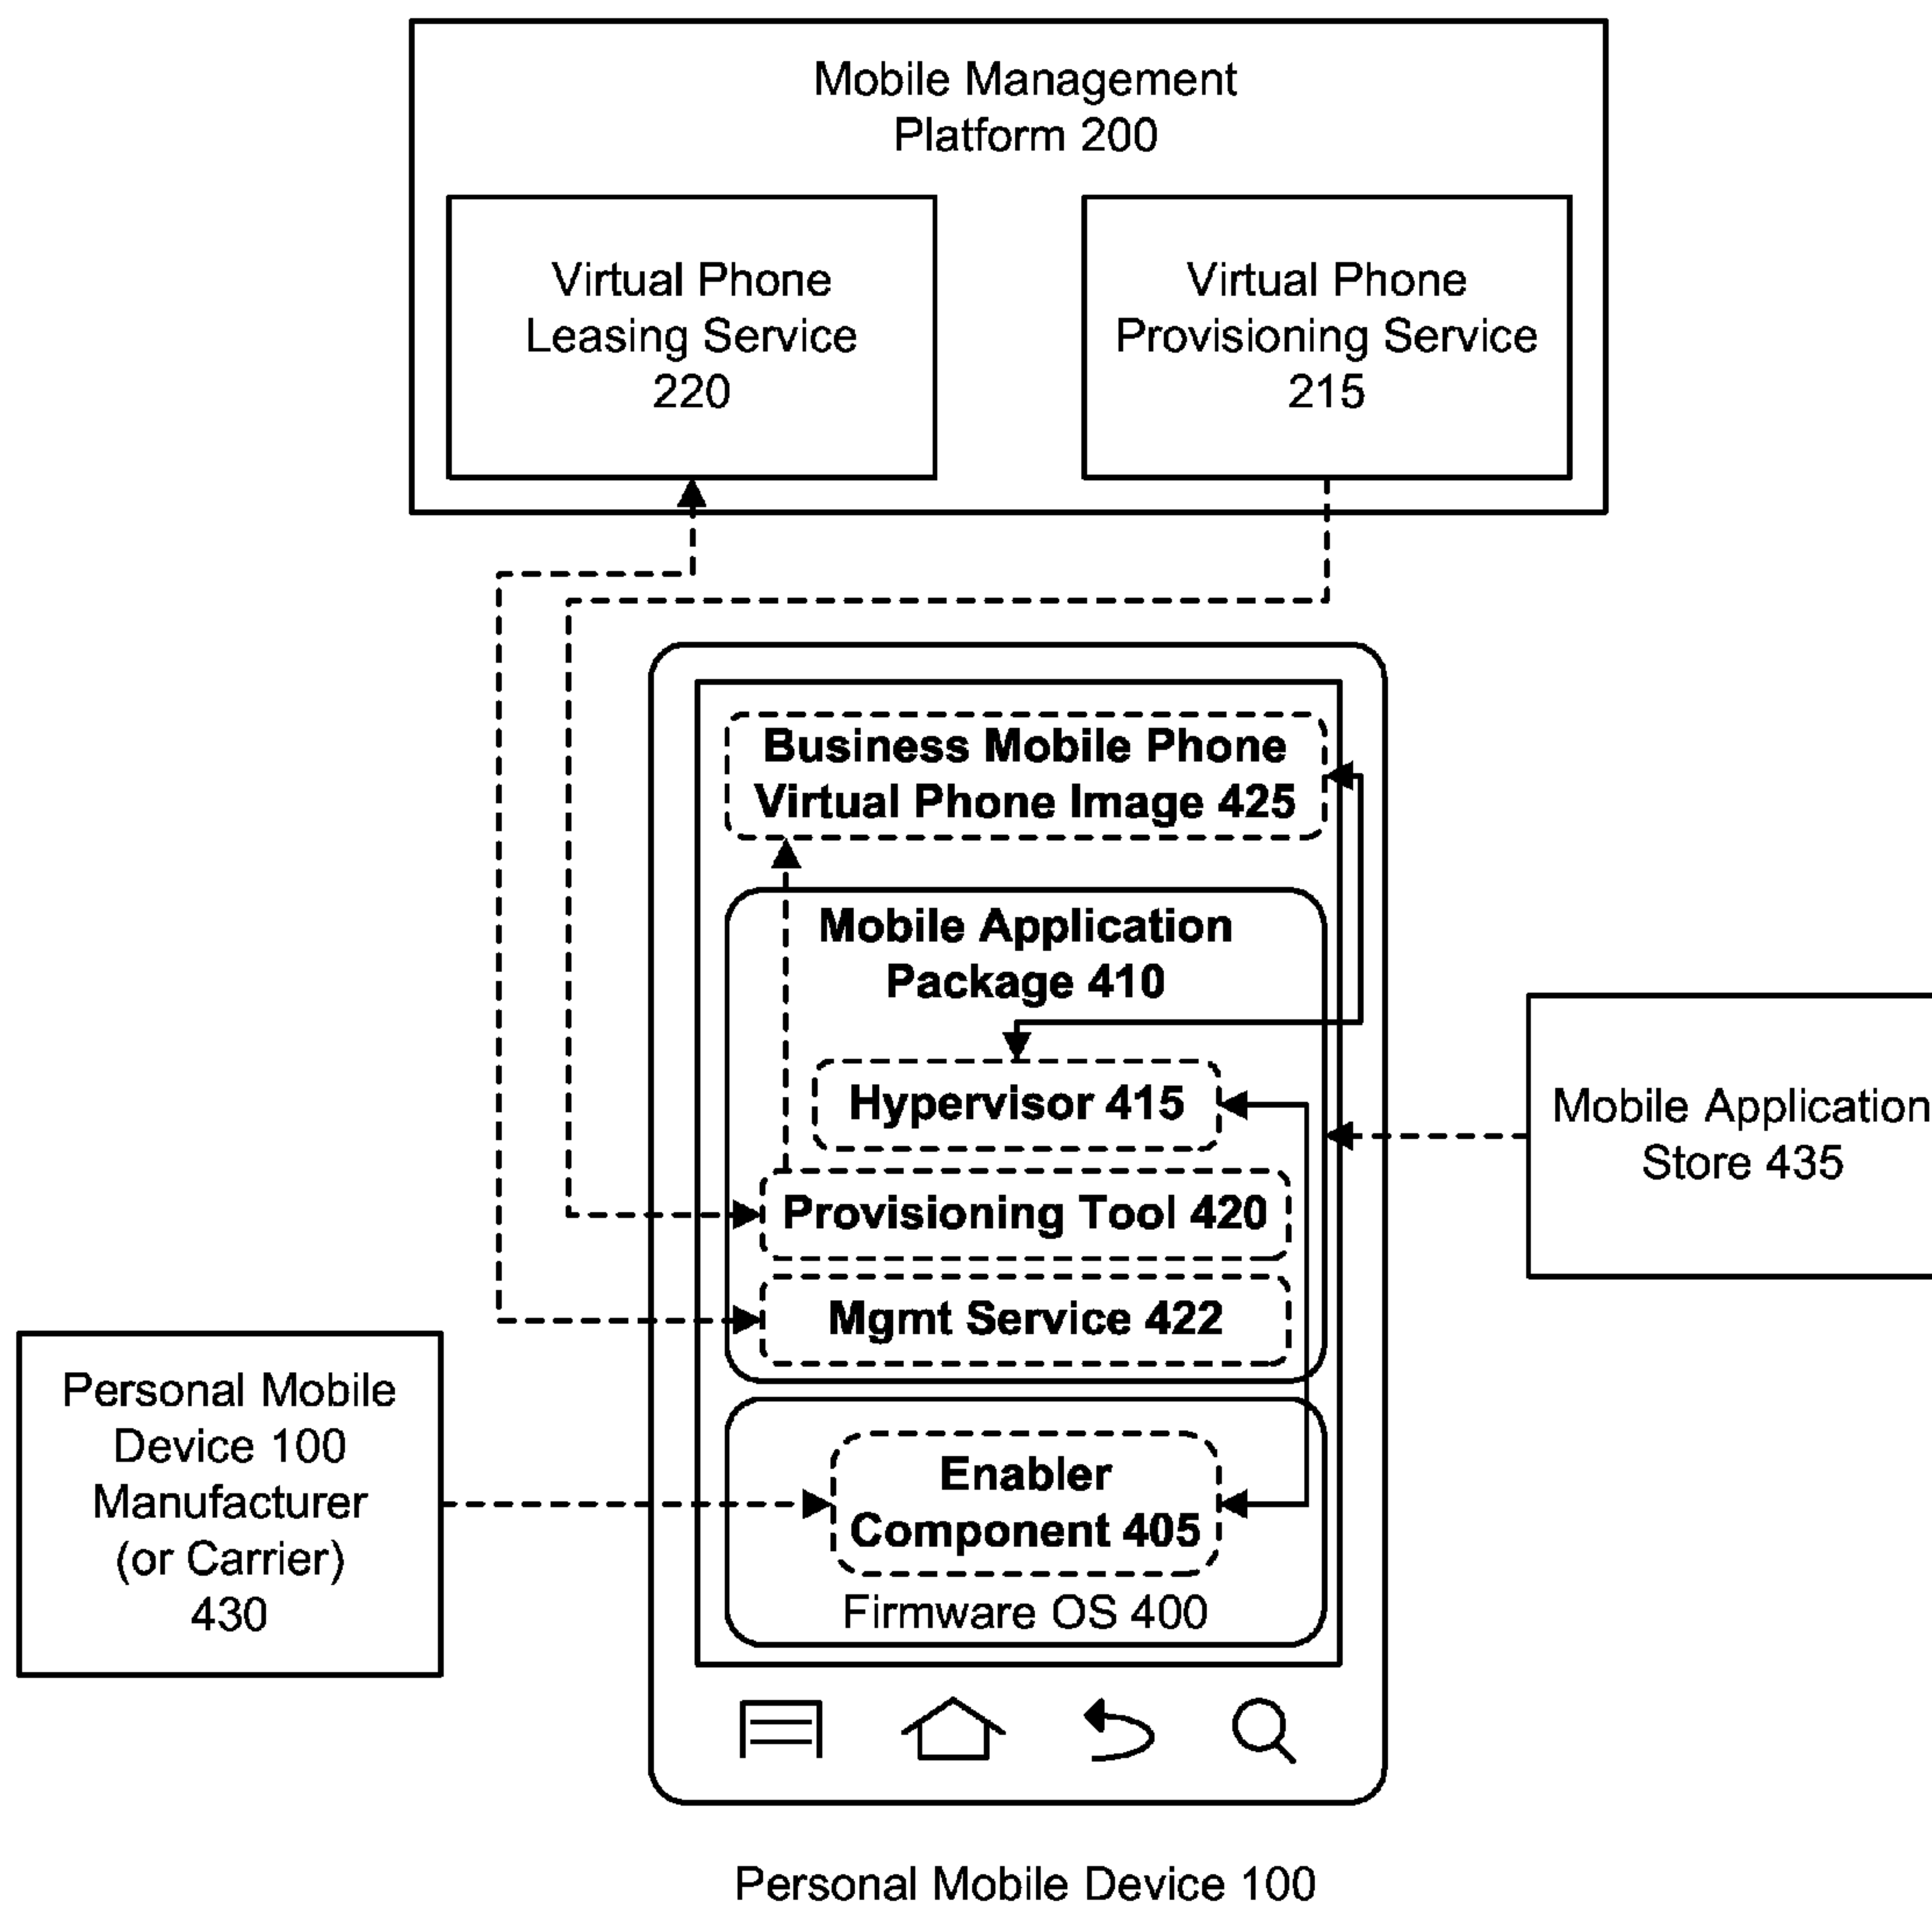 Mobile Management
Platform 200
Virtual Phone
Leasing Service
220
Virtual Phone
Provisioning Service
215
Business Mobile Phone
Virtual Phone Image 425
Mobile Application
Package 410
Hypervisor 415
Provisioning Tool 420
Mgmt Service 422
Enabler
Component 405
Firmware OS 400
Personal Mobile
Device 100
Manufacturer
(or Carrier)
430
Mobile Application
Store 435
Personal Mobile Device 100